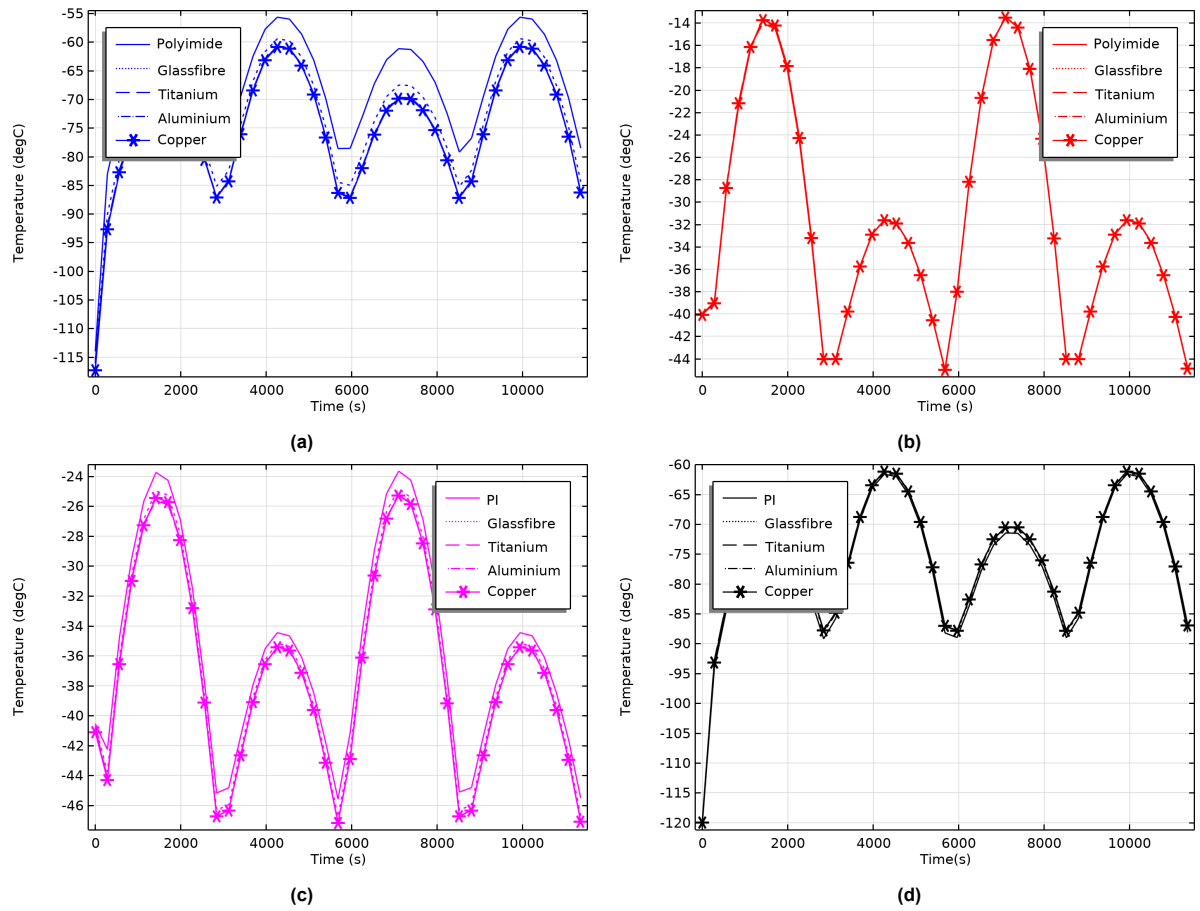 -55
-60
-65
-70
-75
-80
-85
-90
-95
-100
-105
-110
-115
Temperature (degC)
Polyimide
Glassfibre
Titanium
Aluminium
Copper
0 2000 4000 6000 8000 10000
Time (s)
(a)
-14
-16
-18
-20
-22
-24
-26
-28
-30
-32
-34
-36
-38
-40
-42
-44
Temperature (degC)
Polyimide
Glassfibre
Titanium
Aluminium
Copper
0 2000 4000 6000 8000 10000
Time (s)
(b)
-24
-26
-28
-30
-32
-34
-36
-38
-40
-42
-44
-46
Temperature (degC)
PI
Glassfibre
Titanium
Aluminium
Copper
0 2000 4000 6000 8000 10000
Time (s)
(c)
-60
-65
-70
-75
-80
-85
-90
-95
-100
-105
-110
-115
-120
Temperature (degC)
PI
Glassfibre
Titanium
Aluminium
Copper
0 2000 4000 6000 8000 10000
Time(s)
(d)